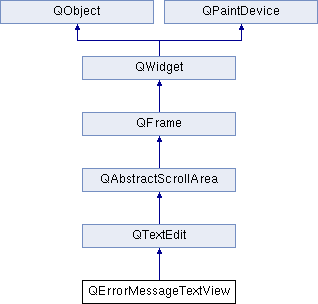 QObject
QPaintDevice
QWidget
QFrame
QAbstractScrollArea
QTextEdit
QErrorMessageTextView